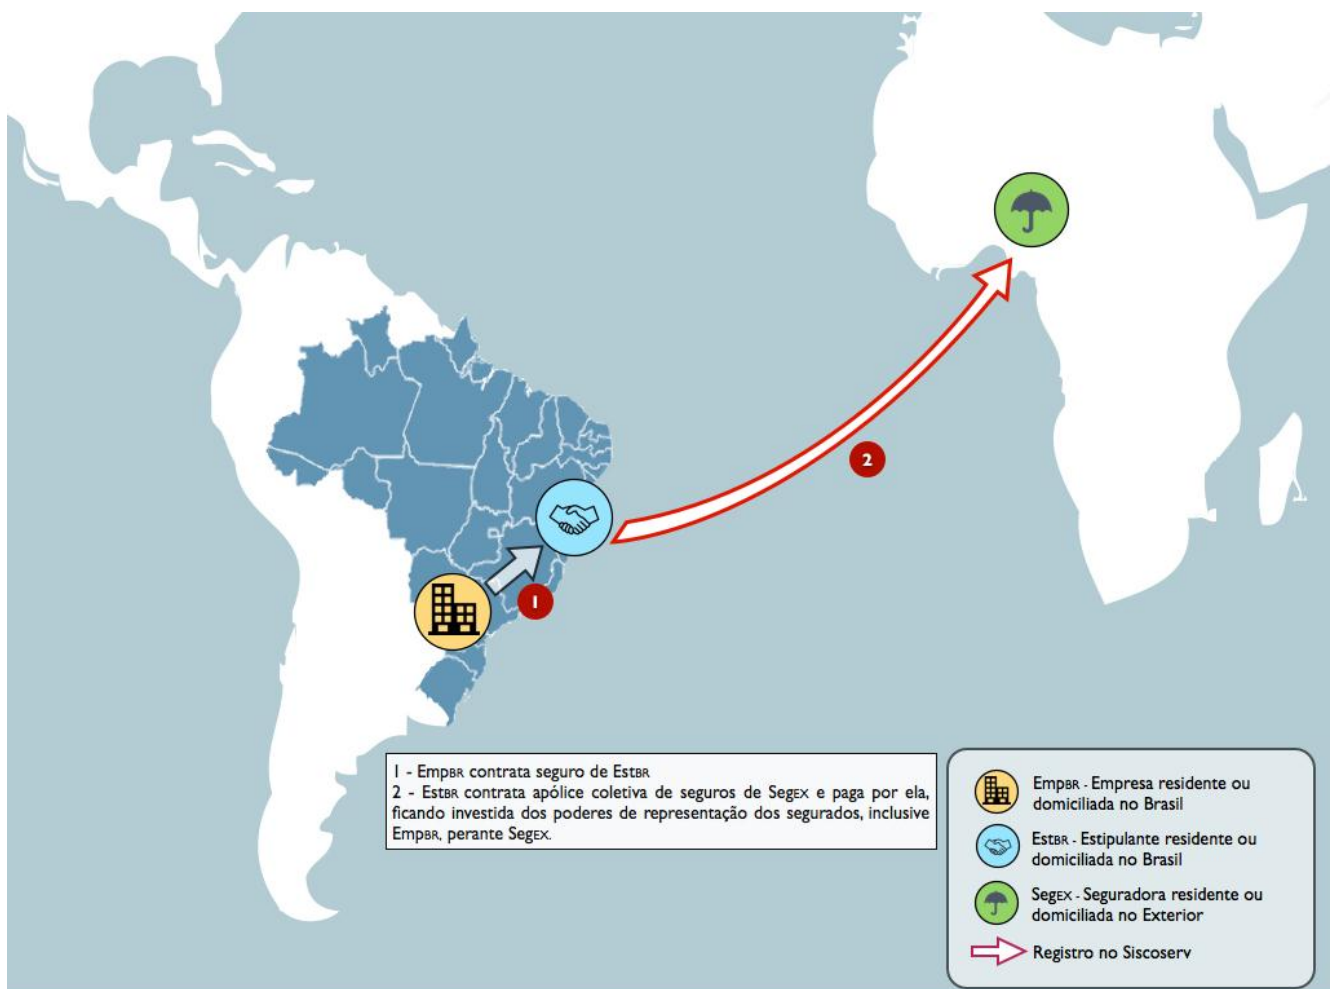 2
1
1 - EmpBR contrata seguro de EstBR
2 - EstBR contrata apólice coletiva de seguros de SegEX e paga por ela,
ficando investida dos poderes de representação dos segurados, inclusive
EmpBR, perante SegEX.
EmpBR - Empresa residente ou
domiciliada no Brasil
EstBR - Estipulante residente ou
domiciliada no Brasil
SegEX - Seguradora residente ou
domiciliada no Exterior
Registro no Siscoserv